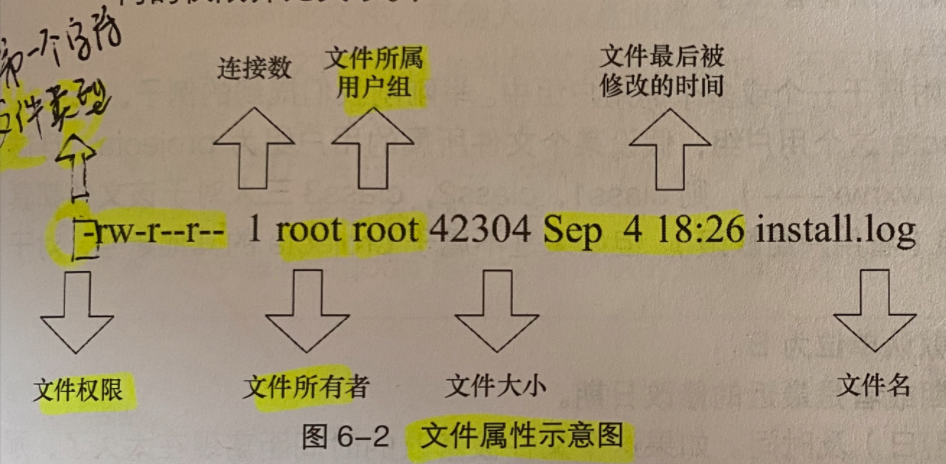 第一个字符
文件类型
连接数
文件所属
用户组
文件最后被
修改的时间
-rw-r--r-- 1 root root 42304 Sep 4 18:26 install.log
文件权限
文件所有者
文件大小
文件名
图 6-2 文件属性示意图